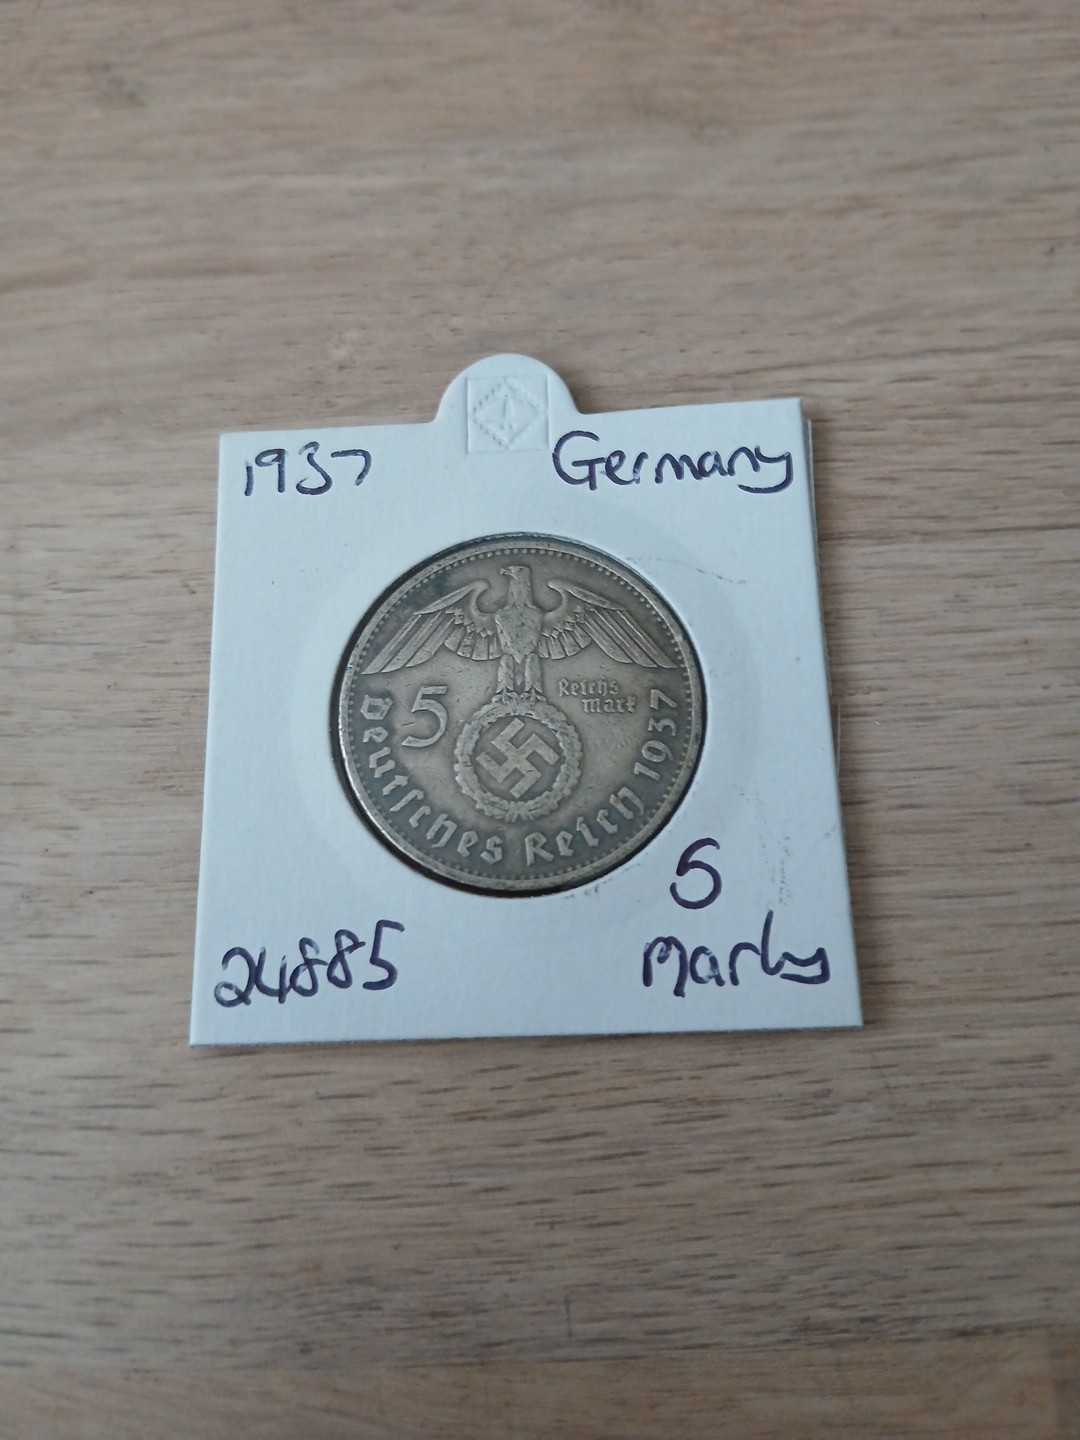 1937
Germany
5
Reichs
mark
Deutsches Reich 1937
24885
5
Marks